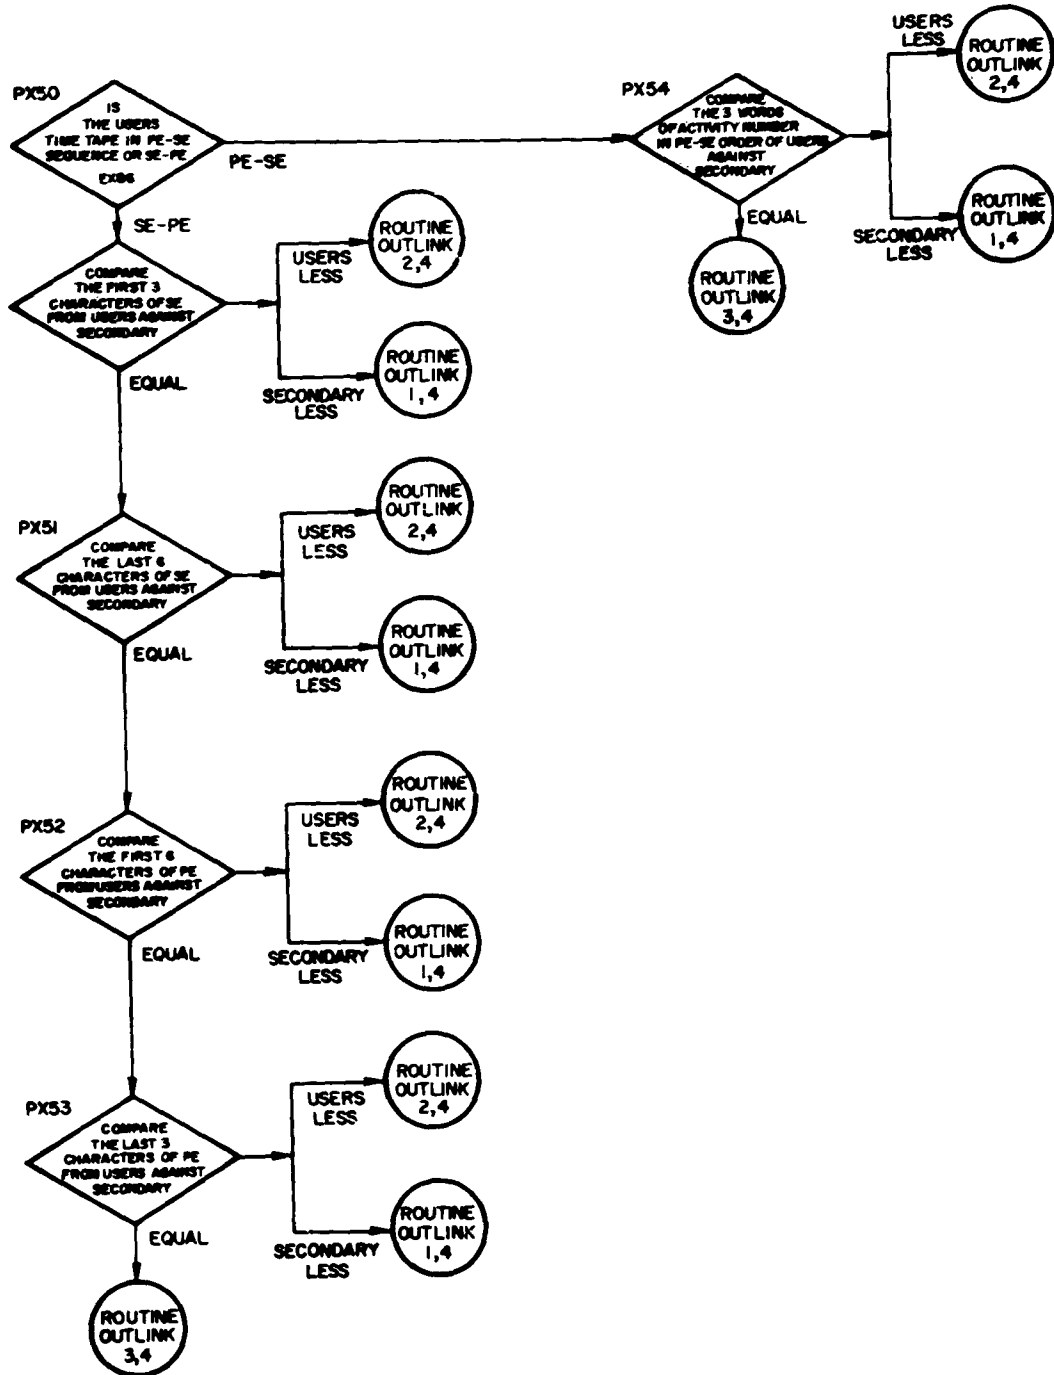 PX50
IS
THE USERS
TIME TAPE IN PE-SE
SEQUENCE OR SE-PE
EX86
PE-SE
SE-PE
PX54
COMPARE
THE 3 WORDS
OF ACTIVITY NUMBER
IN PE-SE ORDER OF USERS
AGAINST
SECONDARY
USERS
LESS
ROUTINE
OUTLINK
2,4
SECONDARY
LESS
ROUTINE
OUTLINK
1,4
EQUAL
ROUTINE
OUTLINK
3,4
COMPARE
THE FIRST 3
CHARACTERS OF SE
FROM USERS AGAINST
SECONDARY
USERS
LESS
ROUTINE
OUTLINK
2,4
SECONDARY
LESS
ROUTINE
OUTLINK
1,4
EQUAL
PX51
COMPARE
THE LAST 6
CHARACTERS OF SE
FROM USERS AGAINST
SECONDARY
USERS
LESS
ROUTINE
OUTLINK
2,4
SECONDARY
LESS
ROUTINE
OUTLINK
1,4
EQUAL
PX52
COMPARE
THE FIRST 6
CHARACTERS OF PE
FROM USERS AGAINST
SECONDARY
USERS
LESS
ROUTINE
OUTLINK
2,4
SECONDARY
LESS
ROUTINE
OUTLINK
1,4
EQUAL
PX53
COMPARE
THE LAST 3
CHARACTERS OF PE
FROM USERS AGAINST
SECONDARY
USERS
LESS
ROUTINE
OUTLINK
2,4
SECONDARY
LESS
ROUTINE
OUTLINK
1,4
EQUAL
ROUTINE
OUTLINK
3,4